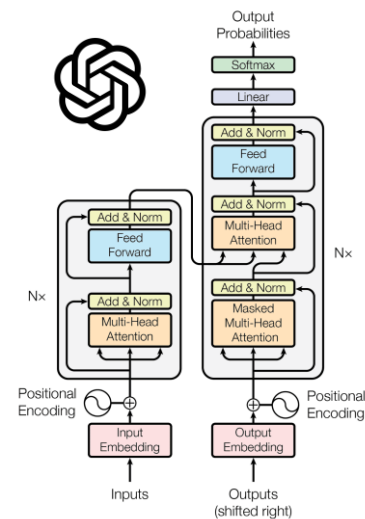 Output
Probabilities
Softmax
Linear
Add & Norm
Feed
Forward
Add & Norm
Multi-Head
Attention
Add & Norm
Masked
Multi-Head
Attention
N×
Positional
Encoding
Output
Embedding
Outputs
(shifted right)
Add & Norm
Feed
Forward
Add & Norm
Multi-Head
Attention
N×
Positional
Encoding
Input
Embedding
Inputs